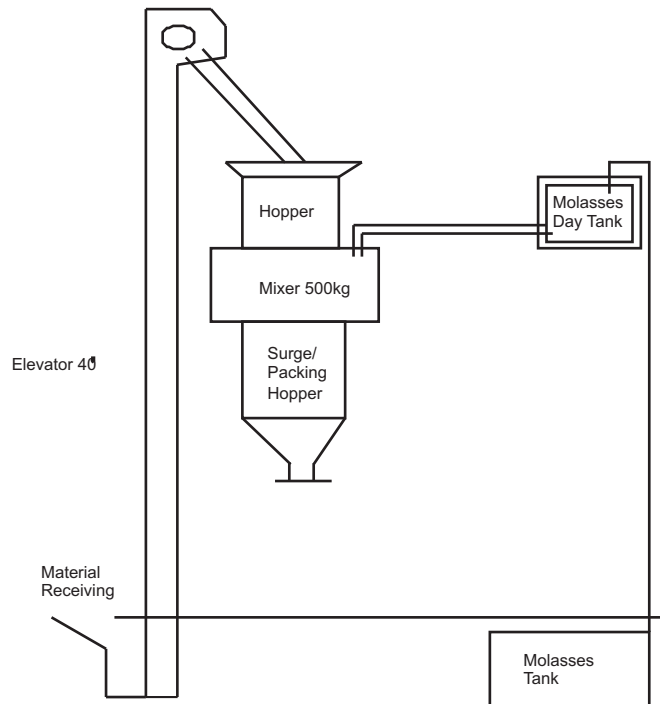 Molasses
Day Tank
Hopper
Mixer 500kg
Surge/
Packing
Hopper
Elevator 40'
Material
Receiving
Molasses
Tank